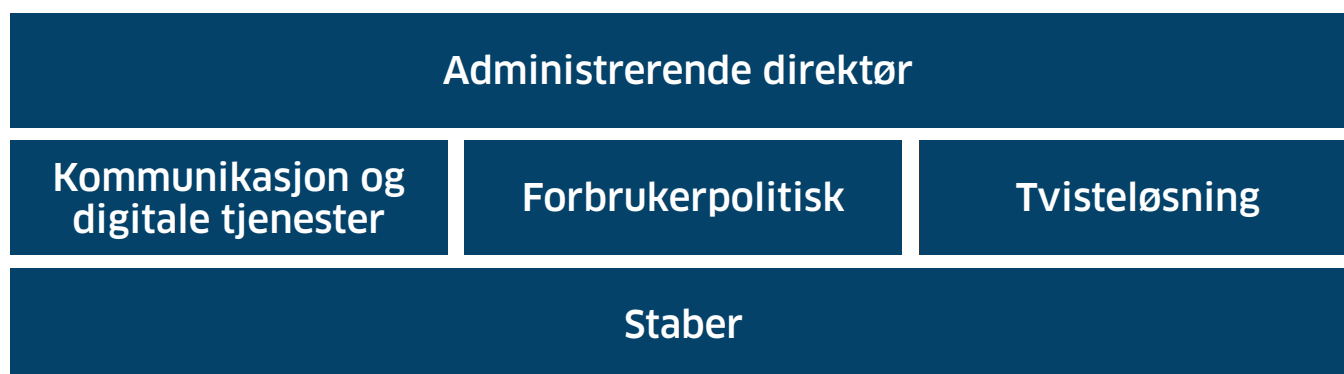 Administrerende direktør
Kommunikasjon og
digitale tjenester
Forbrukerpolitisk
Tvisteløsning
Staber